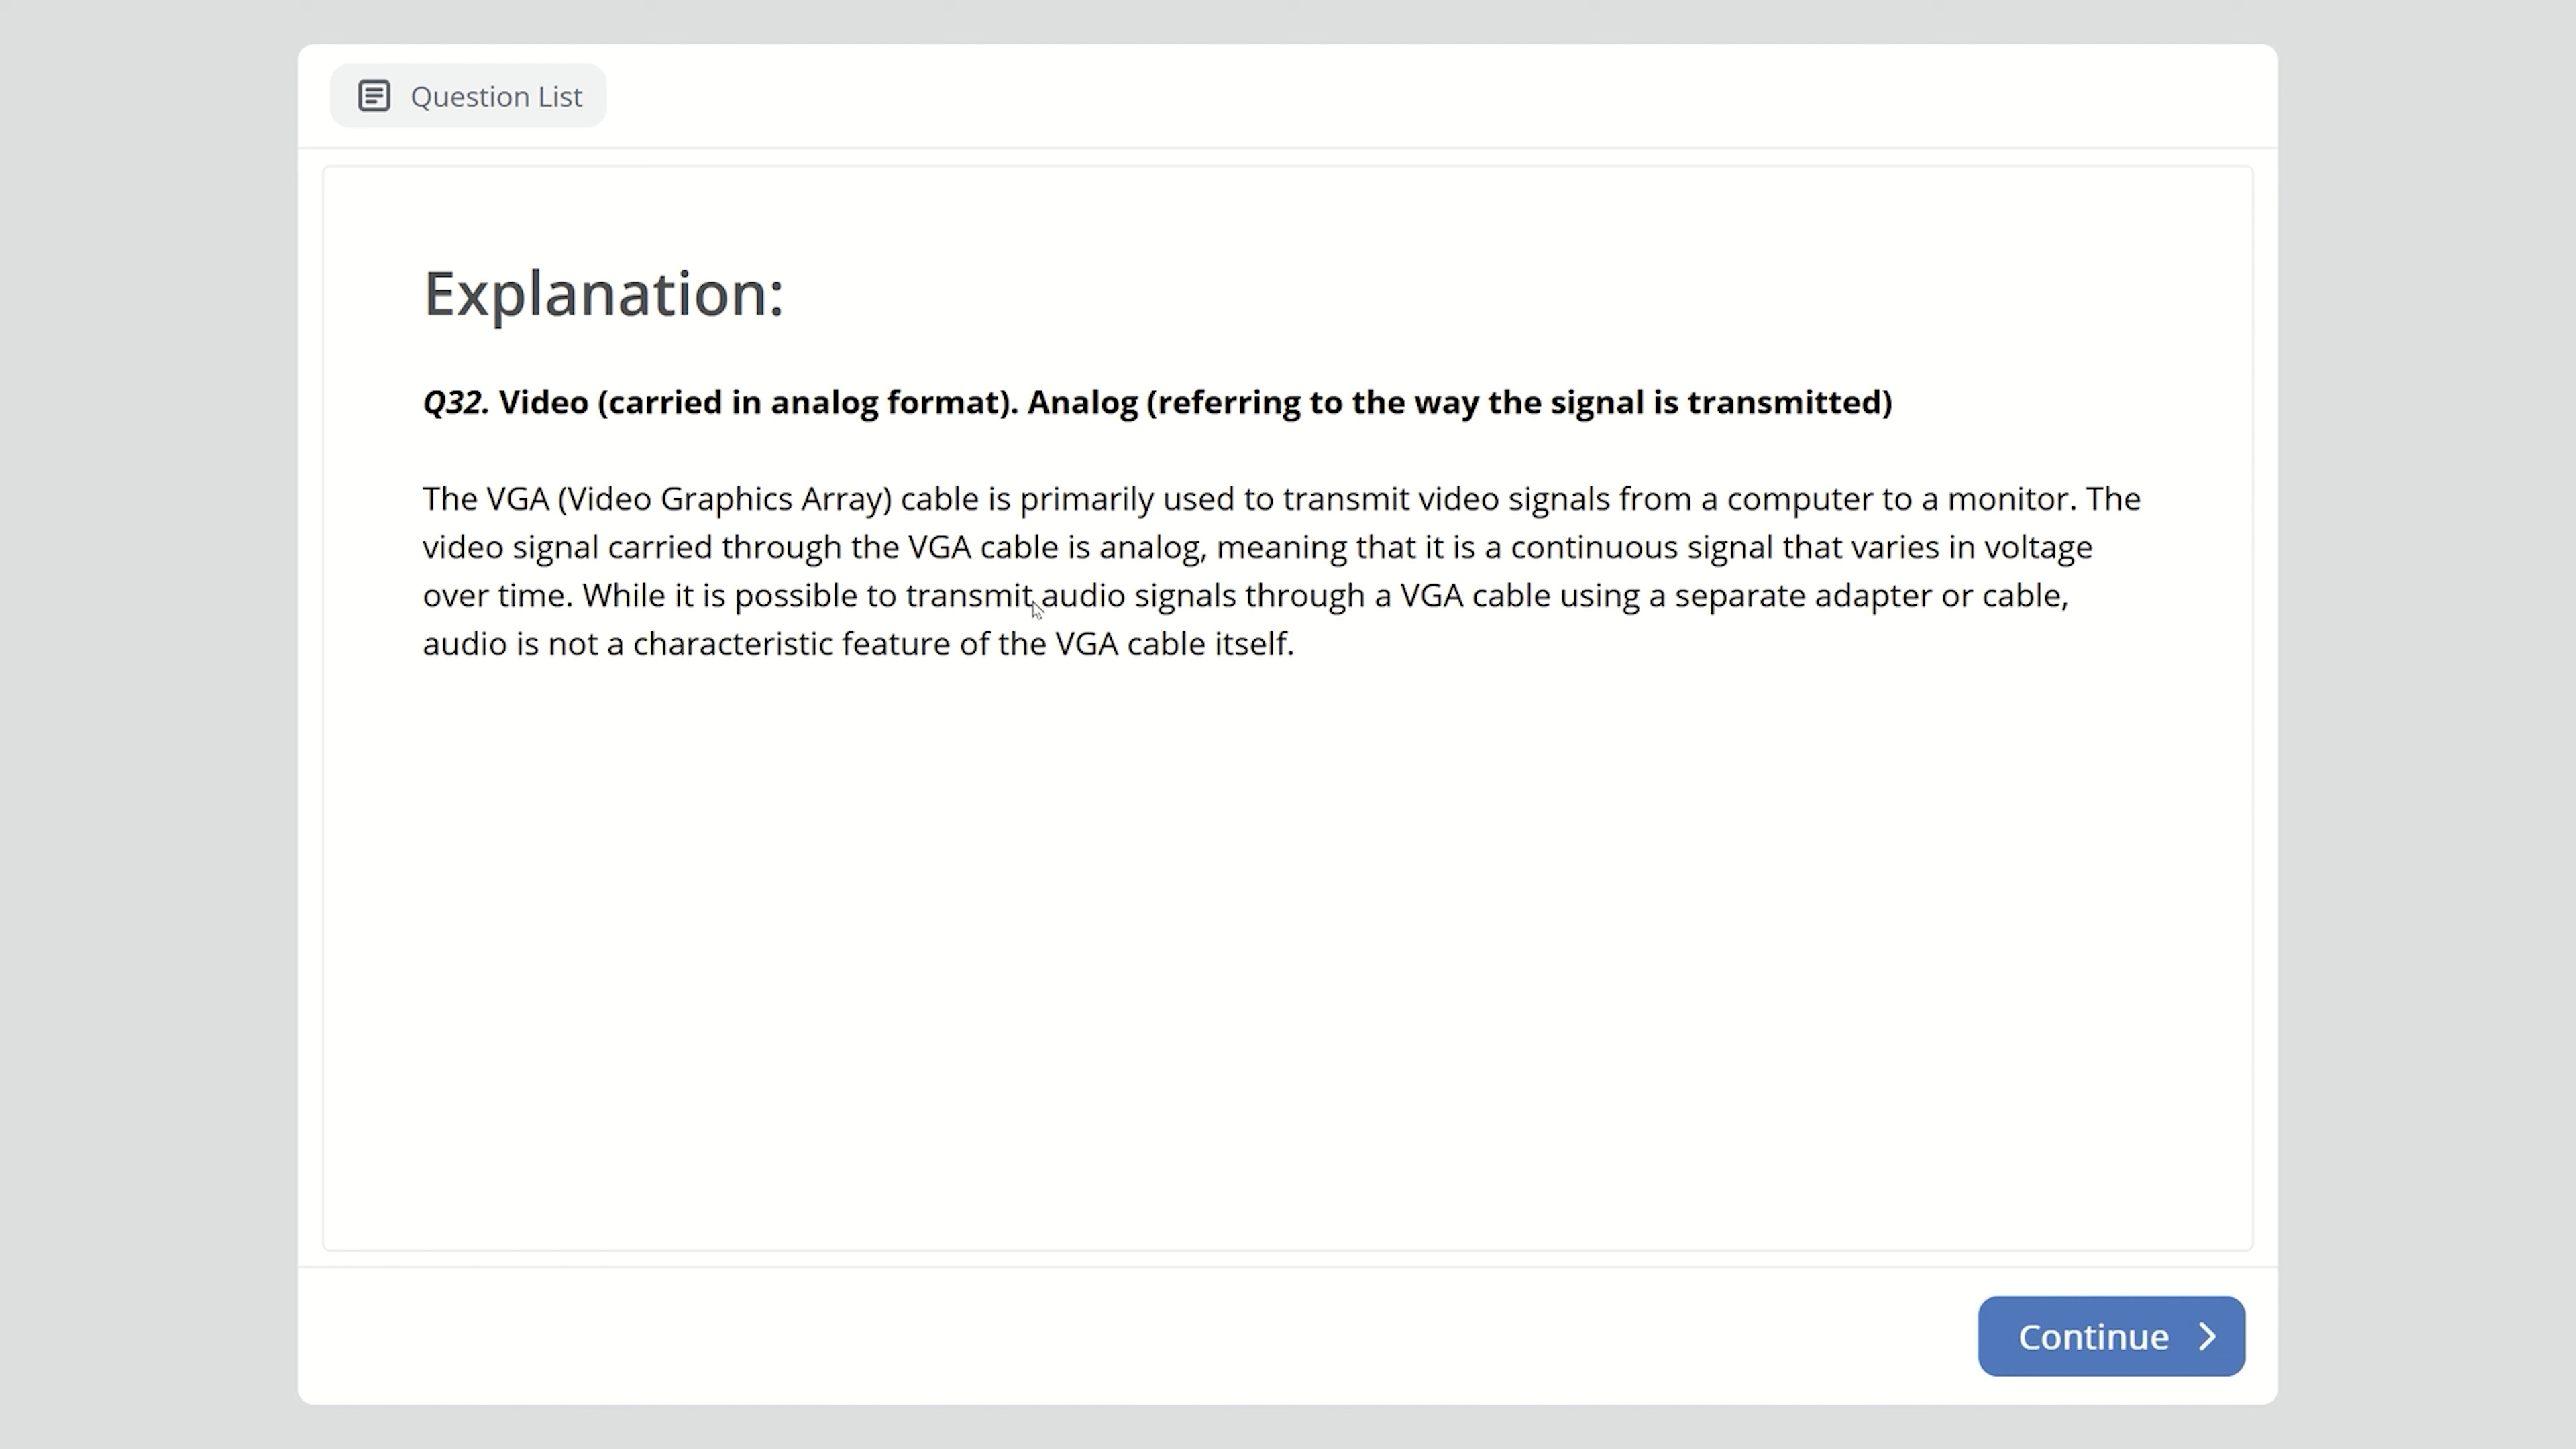 Question List
Explanation:
Q32. Video (carried in analog format). Analog (referring to the way the signal is transmitted)
The VGA (Video Graphics Array) cable is primarily used to transmit video signals from a computer to a monitor. The
video signal carried through the VGA cable is analog, meaning that it is a continuous signal that varies in voltage
over time. While it is possible to transmit audio signals through a VGA cable using a separate adapter or cable,
audio is not a characteristic feature of the VGA cable itself.
Continue